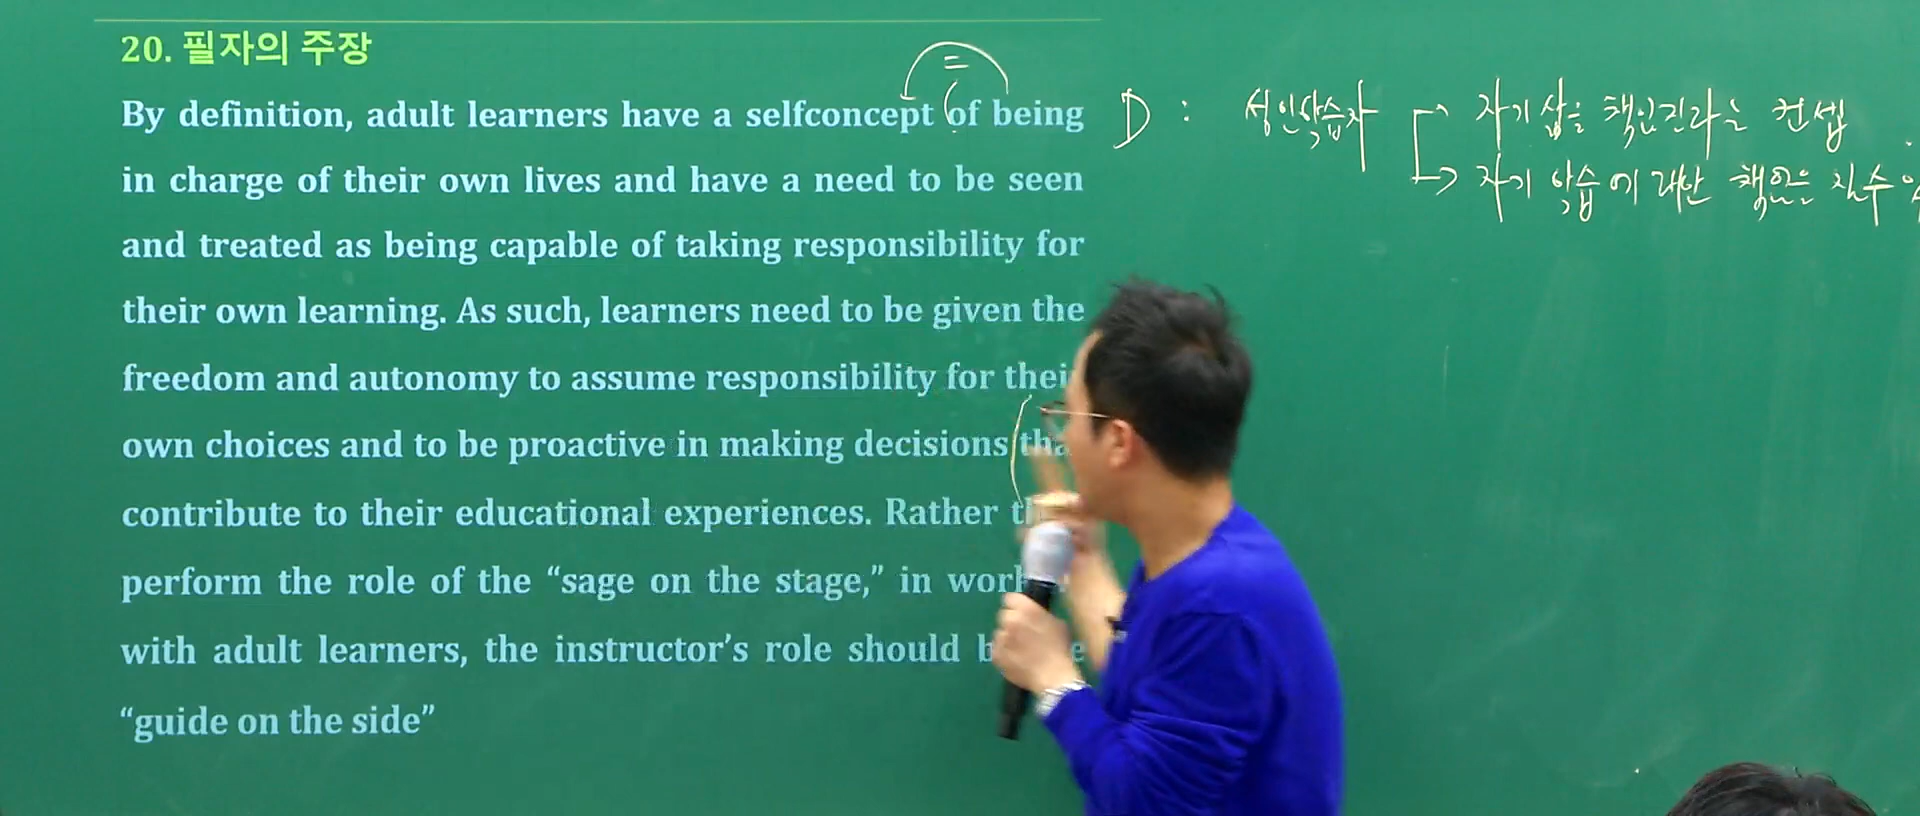 20. 필자의 주장
=
By definition, adult learners have a selfconcept of being
in charge of their own lives and have a need to be seen
and treated as being capable of taking responsibility for
their own learning. As such, learners need to be given the
freedom and autonomy to assume responsibility for their
own choices and to be proactive in making decisions
contribute to their educational experiences. Rather
perform the role of the “sage on the stage,” in
with adult learners, the instructor’s role should
“guide on the side”
D : 성인학습자
자기 삶을 책임진다는 컨셉
자기 학습에 대한 책임은